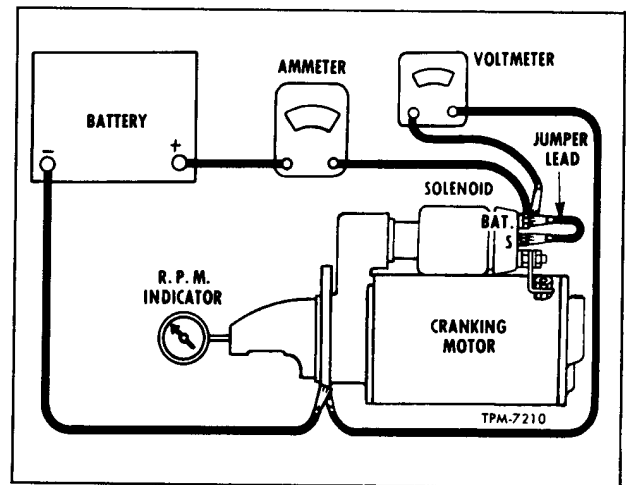 AMMETER
VOLTMETER
BATTERY
- +
JUMPER
LEAD
SOLENOID
BAT.
S
R.P.M.
INDICATOR
CRANKING
MOTOR
TPM-7210